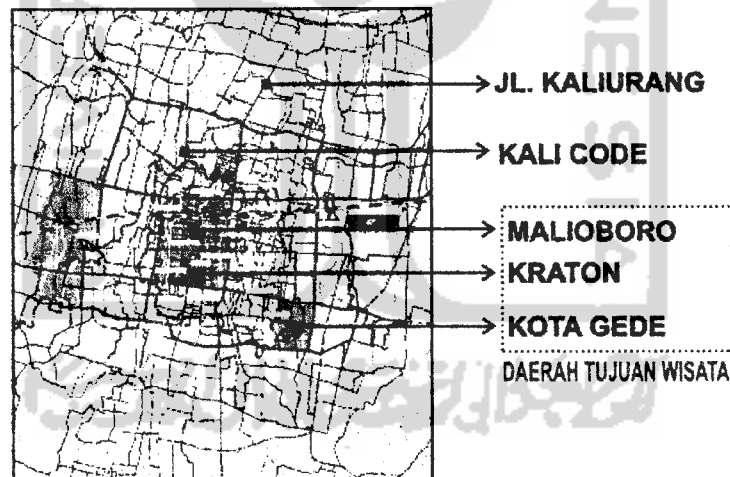 JL. KALIURANG
KALI CODE
MALIOBORO
KRATON
KOTA GEDE
DAERAH TUJUAN WISATA